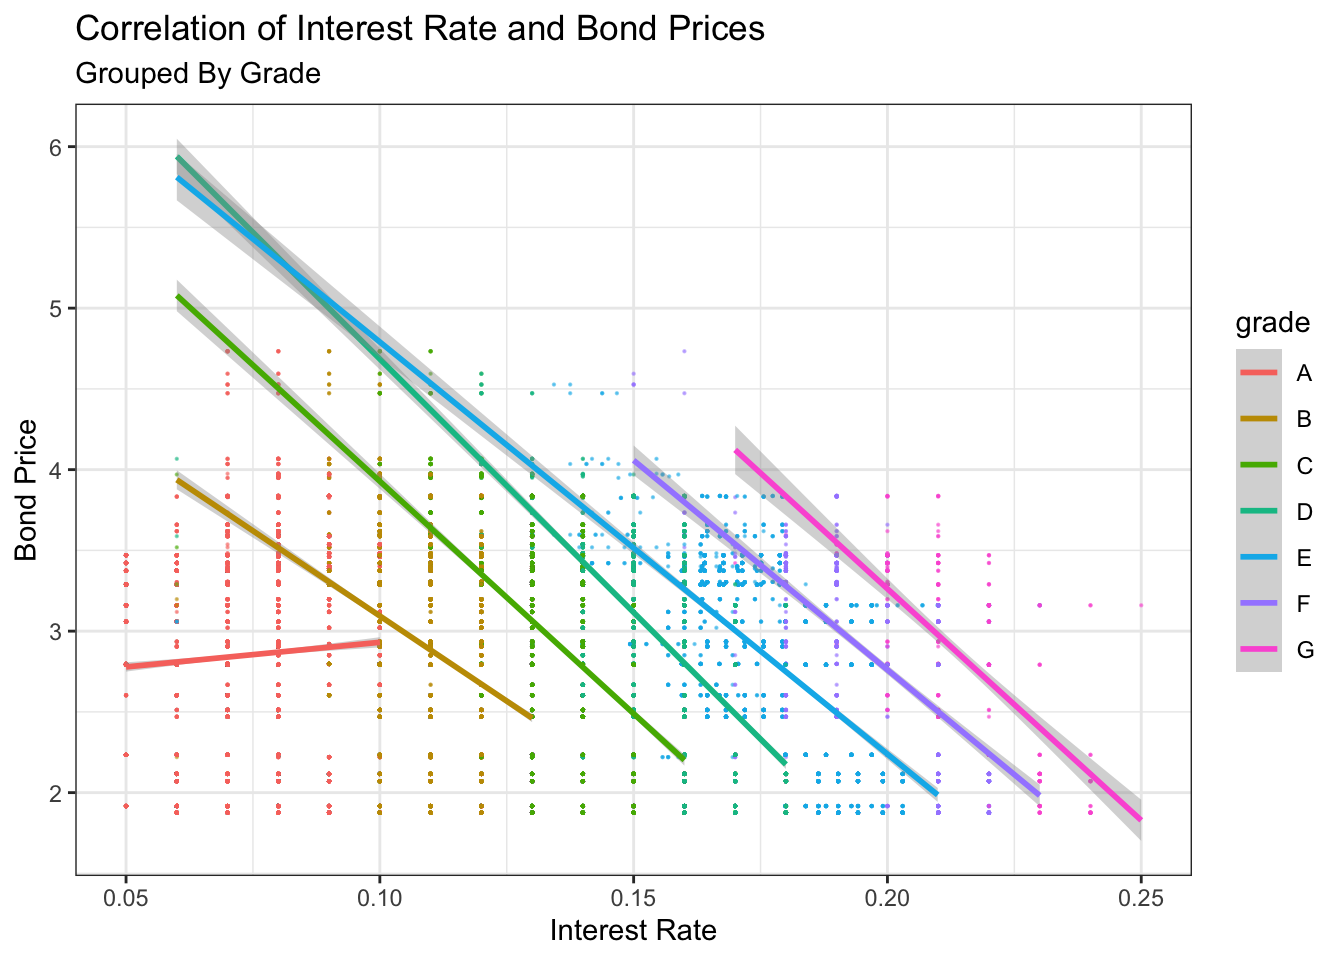 Correlation of Interest Rate and Bond Prices
Grouped By Grade
6
5
4
3
2
Bond Price
0.05 0.10 0.15 0.20 0.25
Interest Rate
grade
A
B
C
D
E
F
G